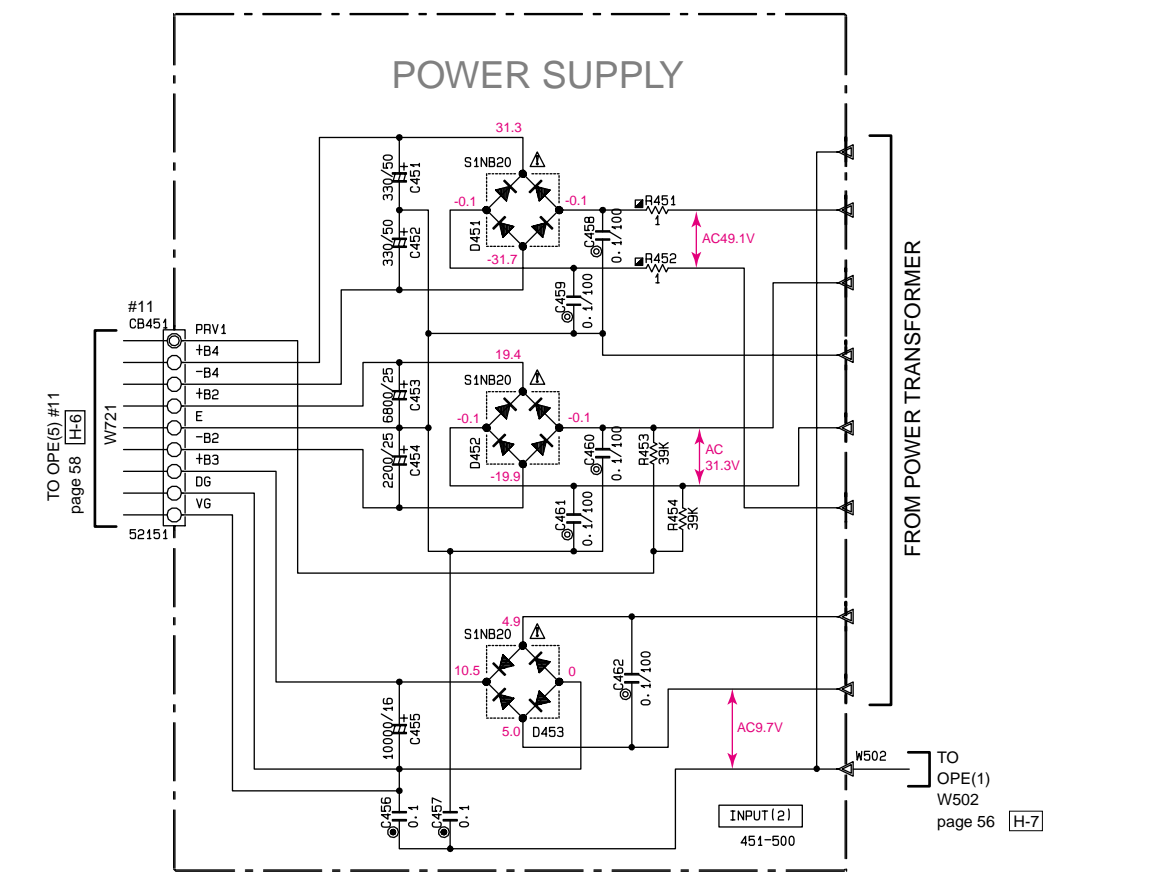 POWER SUPPLY
31.3
S1NB20
330/50
C451
-0.1
-0.1
D451
330/50
C452
-31.7
C458
0.1/100
R451
1
AC49.1V
R452
1
C459
0.1/100
#11
CB451
PRV1
+B4
-B4
+B2
E
-B2
+B3
DG
VG
52151
W721
TO OPE(5) #11
page 58 H-6
19.4
S1NB20
6800/25
C453
-0.1
-0.1
D452
2200/25
C454
-19.9
C460
0.1/100
R453
39K
AC
31.3V
C461
0.1/100
R454
39K
FROM POWER TRANSFORMER
4.9
S1NB20
10.5
0
C462
0.1/100
10000/16
C455
5.0
D453
AC9.7V
C456
0.1
C457
0.1
W502
TO
OPE(1)
W502
page 56 H-7
INPUT(2)
451-500